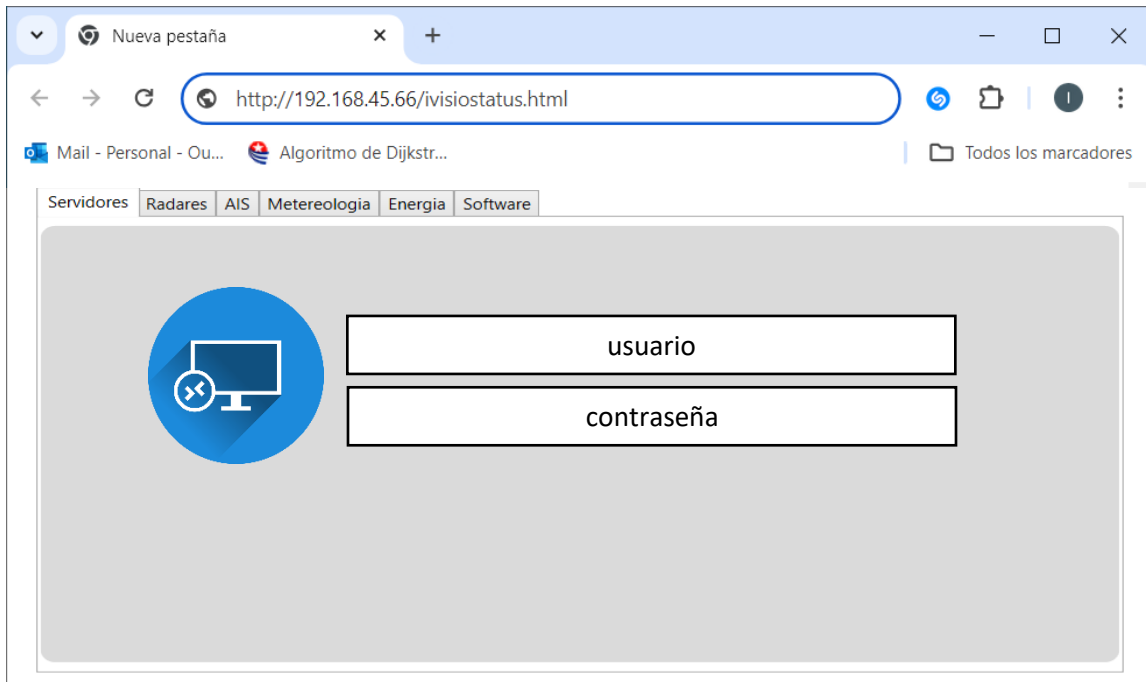 Nueva pestaña
http://192.168.45.66/ivisiostatus.html
I
Mail - Personal - Ou... Algoritmo de Dijkstr... Todos los marcadores
Servidores Radares AIS Metereologia Energia Software
usuario
contraseña